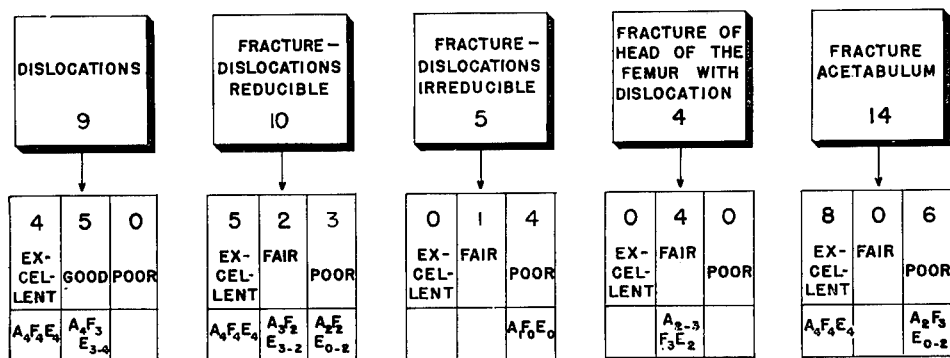 DISLOCATIONS
9
FRACTURE-
DISLOCATIONS
REDUCIBLE
10
FRACTURE-
DISLOCATIONS
IRREDUCIBLE
5
FRACTURE OF
HEAD OF THE
FEMUR WITH
DISLOCATION
4
FRACTURE
ACETABULUM
14
4 5 0
EX-
CEL-
LENT
GOOD
POOR
A4F4E4
A4F3
E3-4
5 2 3
EX-
CEL-
LENT
FAIR
POOR
A4F4E4
A3F2
E3-2
A2F2
E0-2
0 1 4
EX-
CEL-
LENT
FAIR
POOR
A1F0E0
0 4 0
EX-
CEL-
LENT
FAIR
POOR
A2-3
F3E2
8 0 6
EX-
CEL-
LENT
FAIR
POOR
A4F4E4
A2F3
E0-2